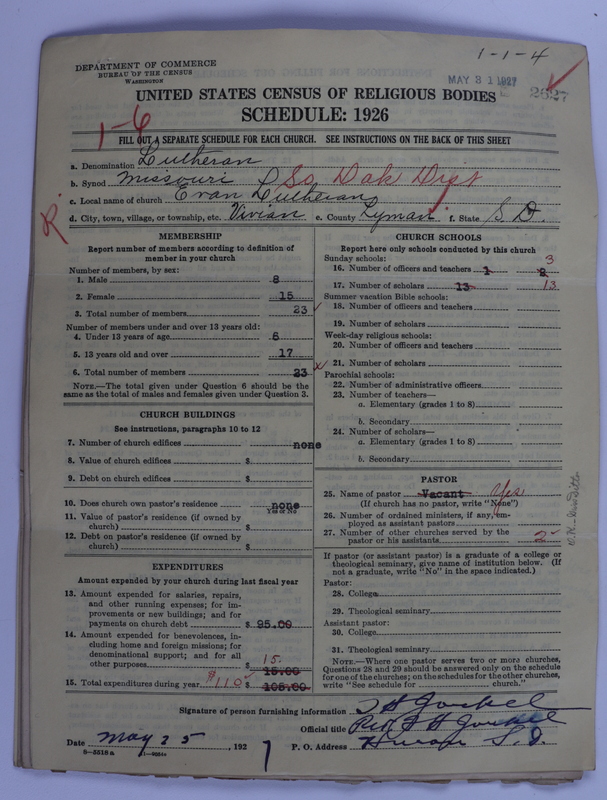 1-1-4
DEPARTMENT OF COMMERCE
BUREAU OF THE CENSUS
WASHINGTON
MAY 31 1927
2627
UNITED STATES CENSUS OF RELIGIOUS BODIES
SCHEDULE: 1926
1-6
FILL OUT A SEPARATE SCHEDULE FOR EACH CHURCH. SEE INSTRUCTIONS ON THE BACK OF THIS SHEET
a. Denomination Lutheran
b. Synod Missouri So Dak Dist
c. Local name of church Evan Lutheran
d. City, town, village, or township, etc. Vivian e. County Lyman f. State S. D.
R
MEMBERSHIP
Report number of members according to definition of
member in your church
Number of members, by sex:
1. Male 8
2. Female 15
3. Total number of members 23
Number of members under and over 13 years old:
4. Under 13 years of age 6
5. 13 years old and over 17
6. Total number of members 23
NOTE.—The total given under Question 6 should be the
same as the total of males and females given under Question 3.
CHURCH BUILDINGS
See instructions, paragraphs 10 to 12
7. Number of church edifices none
8. Value of church edifices $
9. Debt on church edifices $
10. Does church own pastor's residence? none
Yes or No
11. Value of pastor's residence (if owned by
church) $
12. Debt on pastor's residence (if owned by
church) $
EXPENDITURES
Amount expended by your church during last fiscal year
13. Amount expended for salaries, repairs,
and other running expenses; for im-
provements or new buildings; and for
payments on church debt $ 95.00
14. Amount expended for benevolences, in-
cluding home and foreign missions; for
denominational support; and for all
other purposes 15.
$ 15.00
15. Total expenditures during year $110 $ 105.00
CHURCH SCHOOLS
Report here only schools conducted by this church
Sunday schools:
3
16. Number of officers and teachers 1 2
17. Number of scholars 13 13
Summer vacation Bible schools:
18. Number of officers and teachers
19. Number of scholars
Week-day religious schools:
20. Number of officers and teachers
21. Number of scholars
Parochial schools:
22. Number of administrative officers
23. Number of teachers—
a. Elementary (grades 1 to 8)
b. Secondary
24. Number of scholars—
a. Elementary (grades 1 to 8)
b. Secondary
PASTOR
25. Name of pastor Vacant Yes
(If church has no pastor, write "None")
26. Number of ordained ministers, if any, em-
ployed as assistant pastors
27. Number of other churches served by the
pastor or his assistants 2
If pastor (or assistant pastor) is a graduate of a college or
theological seminary, give name of institution below. (If
not a graduate, write "No" in the space indicated.)
Pastor:
28. College
29. Theological seminary
Assistant pastor:
30. College
31. Theological seminary
NOTE.—Where one pastor serves two or more churches,
Questions 28 and 29 should be answered only on the schedule
for one of the churches; on the schedules for the other churches,
write "See schedule for church."
Signature of person furnishing information
Official title Rev
Date May 25, 1927 P. O. Address S. D.